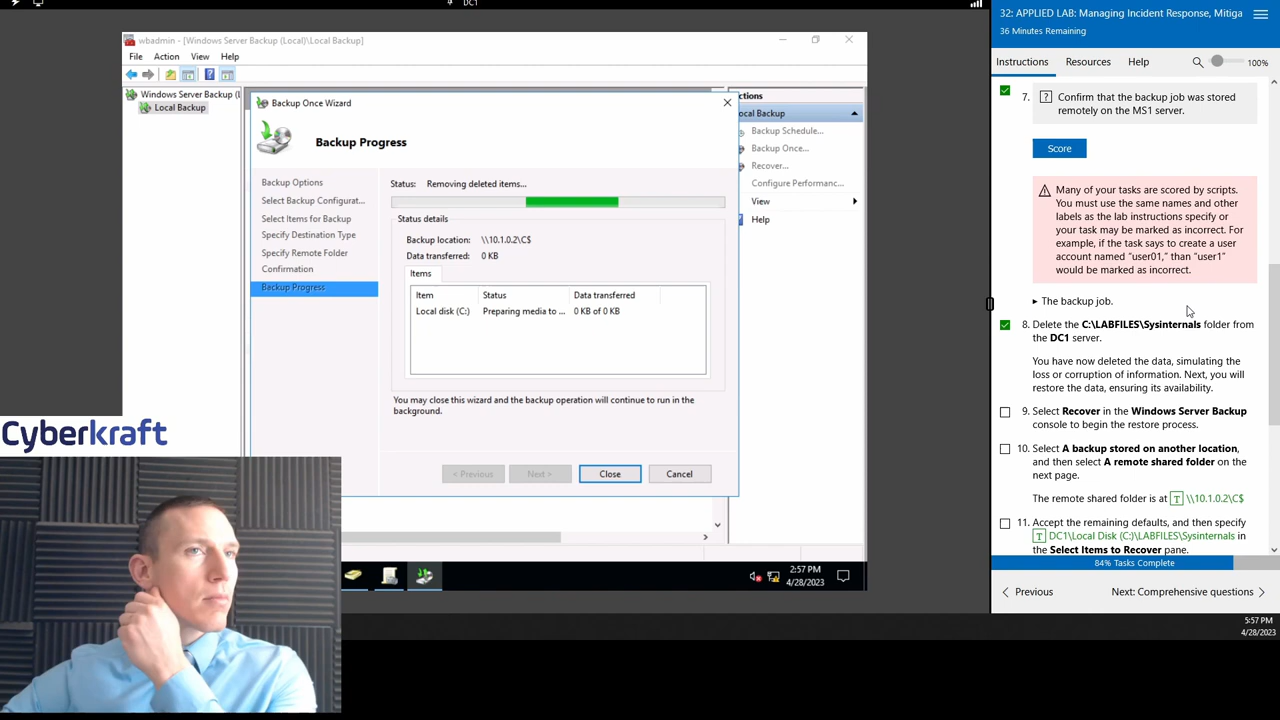 DC1
32: APPLIED LAB: Managing Incident Response, Mitiga
36 Minutes Remaining
Instructions
Resources
Help
100%
wbadmin - [Windows Server Backup (Local)\Local Backup]
File
Action
View
Help
Windows Server Backup (L
Local Backup
Backup Once Wizard
Backup Progress
Backup Options
Select Backup Configurat...
Select Items for Backup
Specify Destination Type
Specify Remote Folder
Confirmation
Backup Progress
Status:
Removing deleted items...
Status details
Backup location:
\\10.1.0.2\C$
Data transferred:
0 KB
Items
Item
Status
Data transferred
Local disk (C:)
Preparing media to ...
0 KB of 0 KB
You may close this wizard and the backup operation will continue to run in the
background.
< Previous
Next >
Close
Cancel
ctions
ocal Backup
Backup Schedule...
Backup Once...
Recover...
Configure Performanc...
View
Help
2:57 PM
4/28/2023
Cyberkraft
7.
?
Confirm that the backup job was stored
remotely on the MS1 server.
Score
Many of your tasks are scored by scripts.
You must use the same names and other
labels as the lab instructions specify or
your task may be marked as incorrect. For
example, if the task says to create a user
account named “user01,” than “user1”
would be marked as incorrect.
The backup job.
8. Delete the C:\LABFILES\Sysinternals folder from
the DC1 server.
You have now deleted the data, simulating the
loss or corruption of information. Next, you will
restore the data, ensuring its availability.
9. Select Recover in the Windows Server Backup
console to begin the restore process.
10. Select A backup stored on another location,
and then select A remote shared folder on the
next page.
The remote shared folder is at T \\10.1.0.2\C$
11. Accept the remaining defaults, and then specify
T DC1\Local Disk (C:)\LABFILES\Sysinternals in
the Select Items to Recover pane.
84% Tasks Complete
Previous
Next: Comprehensive questions
5:57 PM
4/28/2023